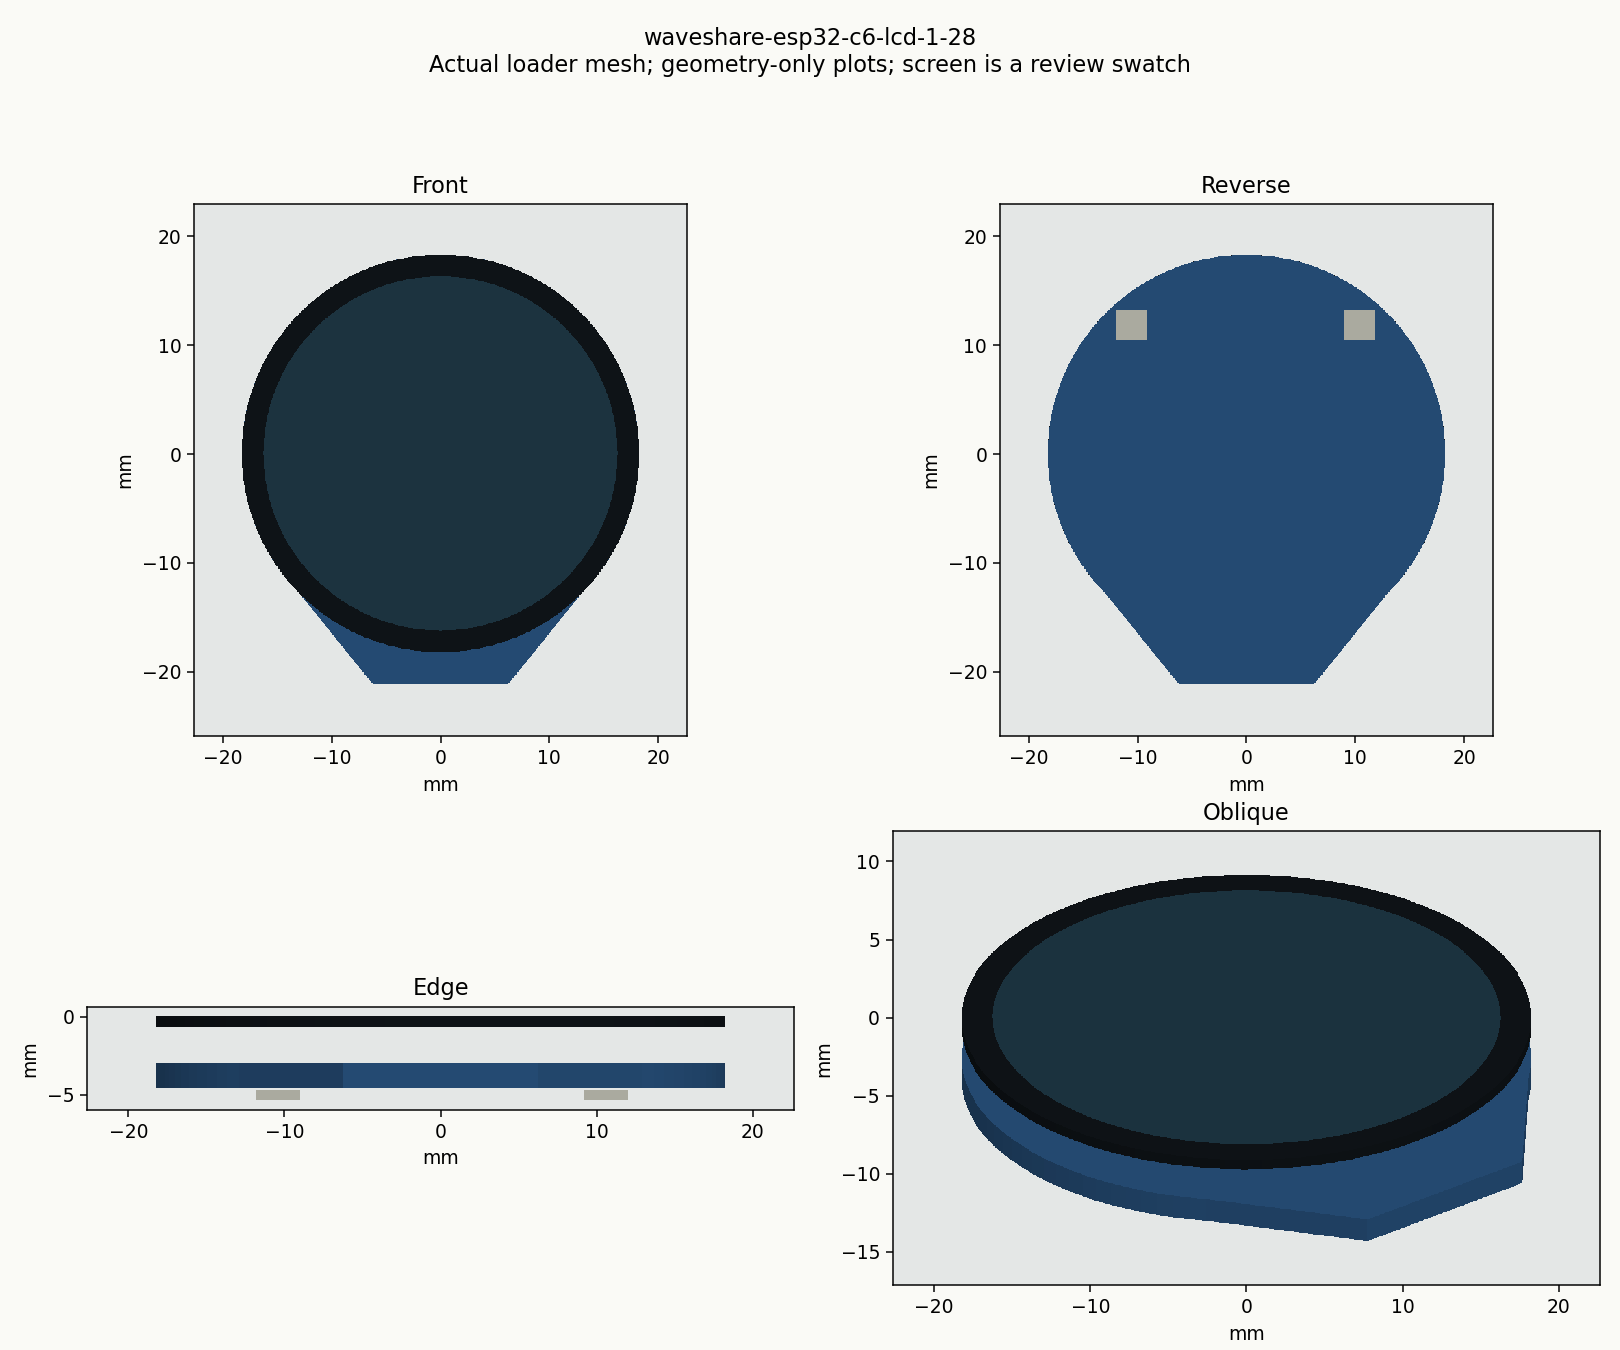 waveshare-esp32-c6-lcd-1-28
Actual loader mesh; geometry-only plots; screen is a review swatch
Front
20
10
0
−10
−20
mm
−20 −10 0 10 20
mm
Reverse
20
10
0
−10
−20
mm
−20 −10 0 10 20
mm
Edge
0
−5
mm
−20 −10 0 10 20
mm
Oblique
10
5
0
−5
−10
−15
mm
−20 −10 0 10 20
mm